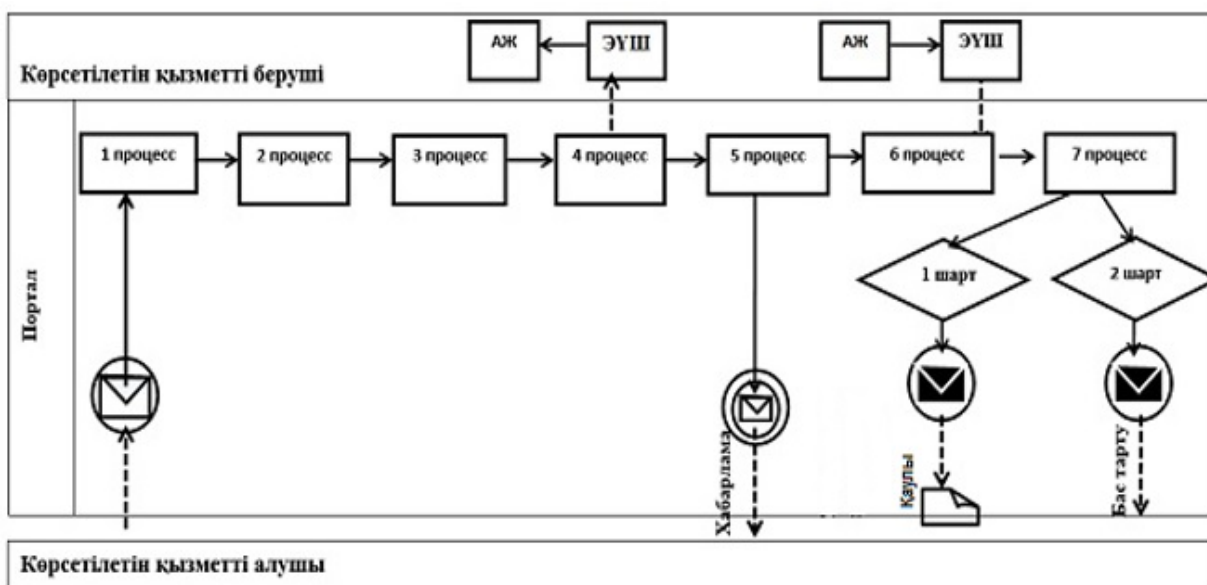 АЖ ЭҮШ АЖ ЭҮШ
Көрсетілетін қызметті беруші
1 процесс 2 процесс 3 процесс 4 процесс 5 процесс 6 процесс 7 процесс
1 шарт 2 шарт
Портал
Хабарлама
Қаулы
Бас тарту
Көрсетілетін қызметті алушы